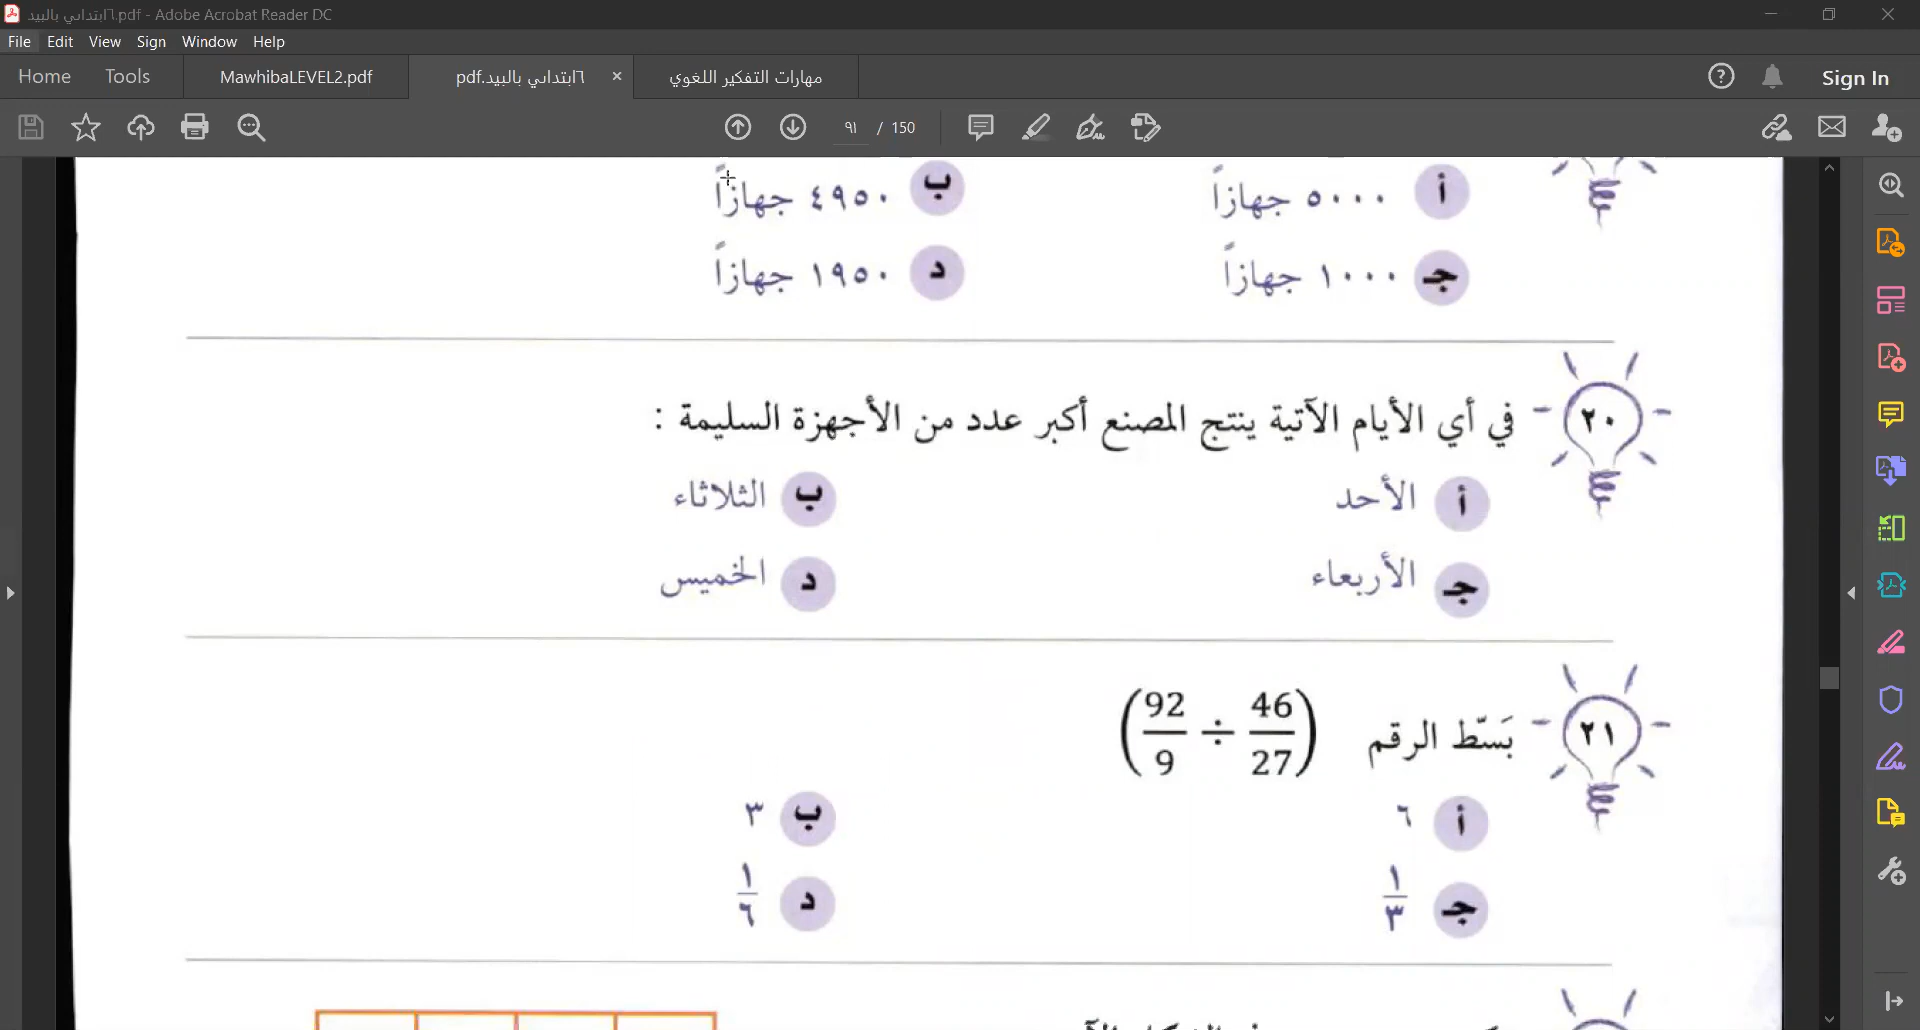 ٦ابتدائي بالبيد.pdf - Adobe Acrobat Reader DC
File Edit View Sign Window Help
Home Tools MawhibaLEVEL2.pdf ٦ابتدائي بالبيد.pdf × مهارات التفكير اللغوي ? Sign In
٩١ / 150
أ ٥٠٠٠ جهازاً ب ٤٩٥٠ جهازاً
جـ ١٠٠٠ جهازاً د ١٩٥٠ جهازاً
٢٠ في أي الأيام الآتية ينتج المصنع أكبر عدد من الأجهزة السليمة :
أ الأحد ب الثلاثاء
جـ الأربعاء د الخميس
٢١ بَسّط الرقم (92/9 ÷ 46/27)
أ ٦ ب ٣
جـ ١/٣ د ١/٦